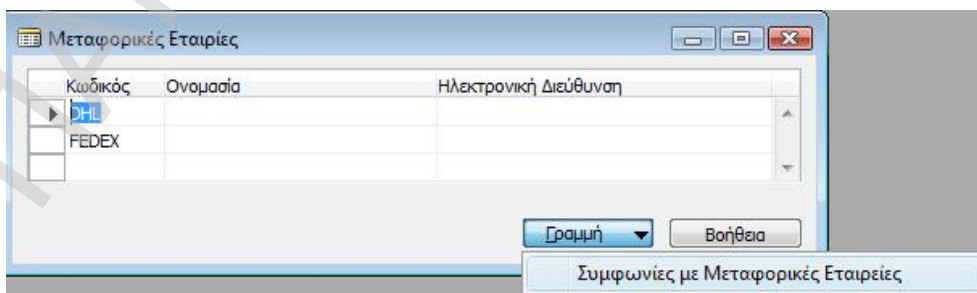 Μεταφορικές Εταιρίες
Κωδικός Ονομασία Ηλεκτρονική Διεύθυνση
DHL
FEDEX
Γραμμή Βοήθεια
Συμφωνίες με Μεταφορικές Εταιρείες